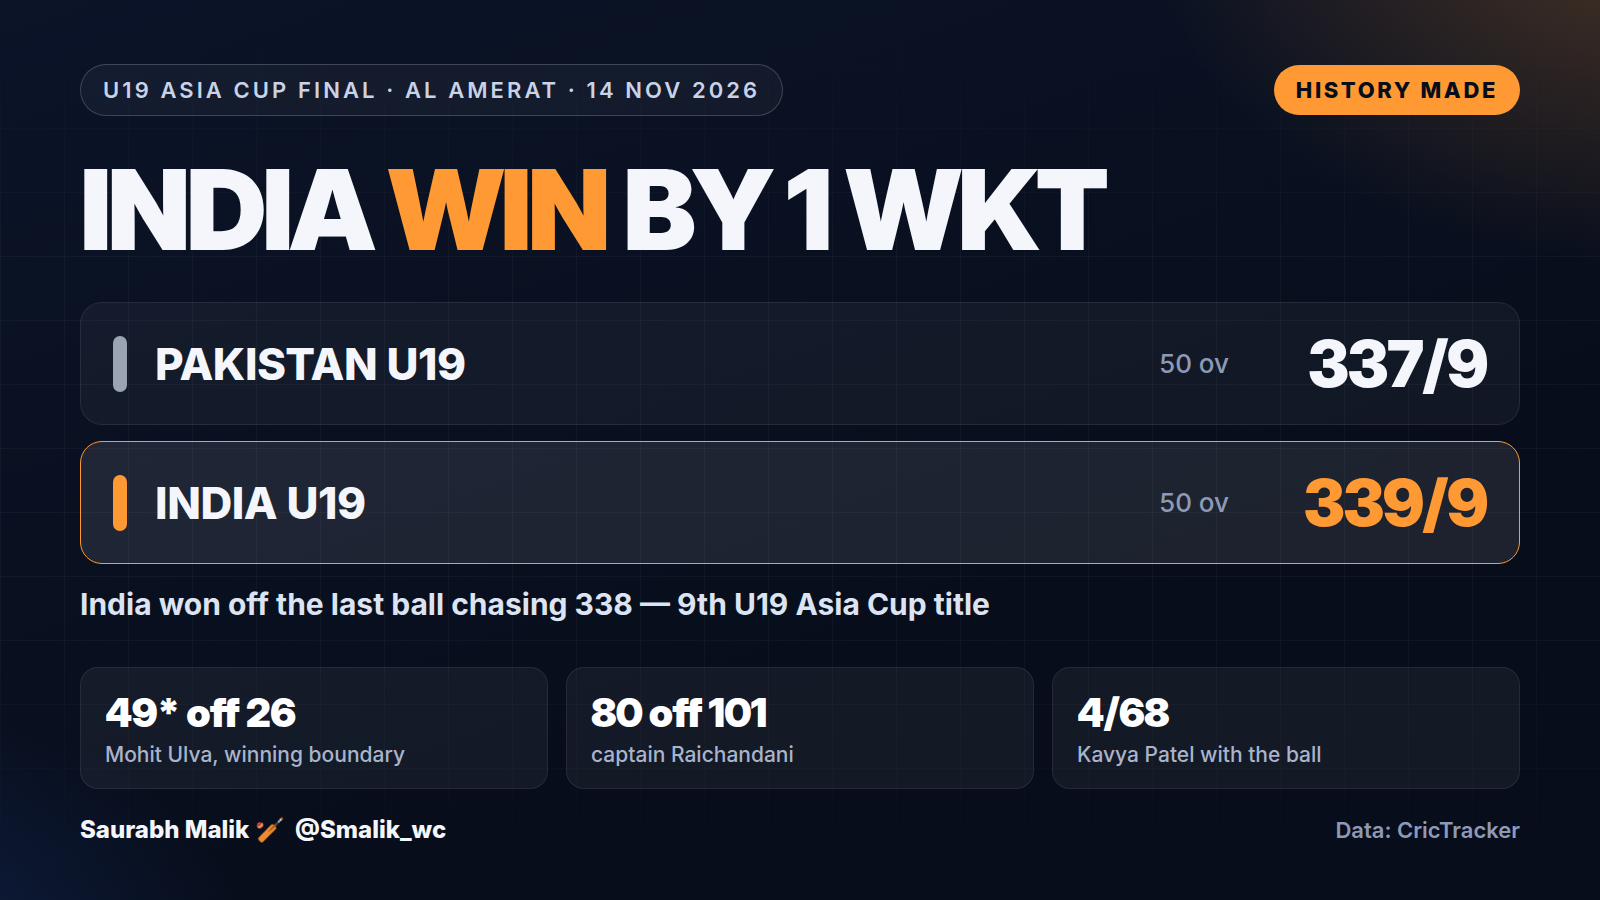 U19 ASIA CUP FINAL · AL AMERAT · 14 NOV 2026
HISTORY MADE
INDIA WIN BY 1 WKT
PAKISTAN U19 50 ov 337/9
INDIA U19 50 ov 339/9
India won off the last ball chasing 338 — 9th U19 Asia Cup title
49* off 26
Mohit Ulva, winning boundary
80 off 101
captain Raichandani
4/68
Kavya Patel with the ball
Saurabh Malik 🏏 @Smalik_wc
Data: CricTracker